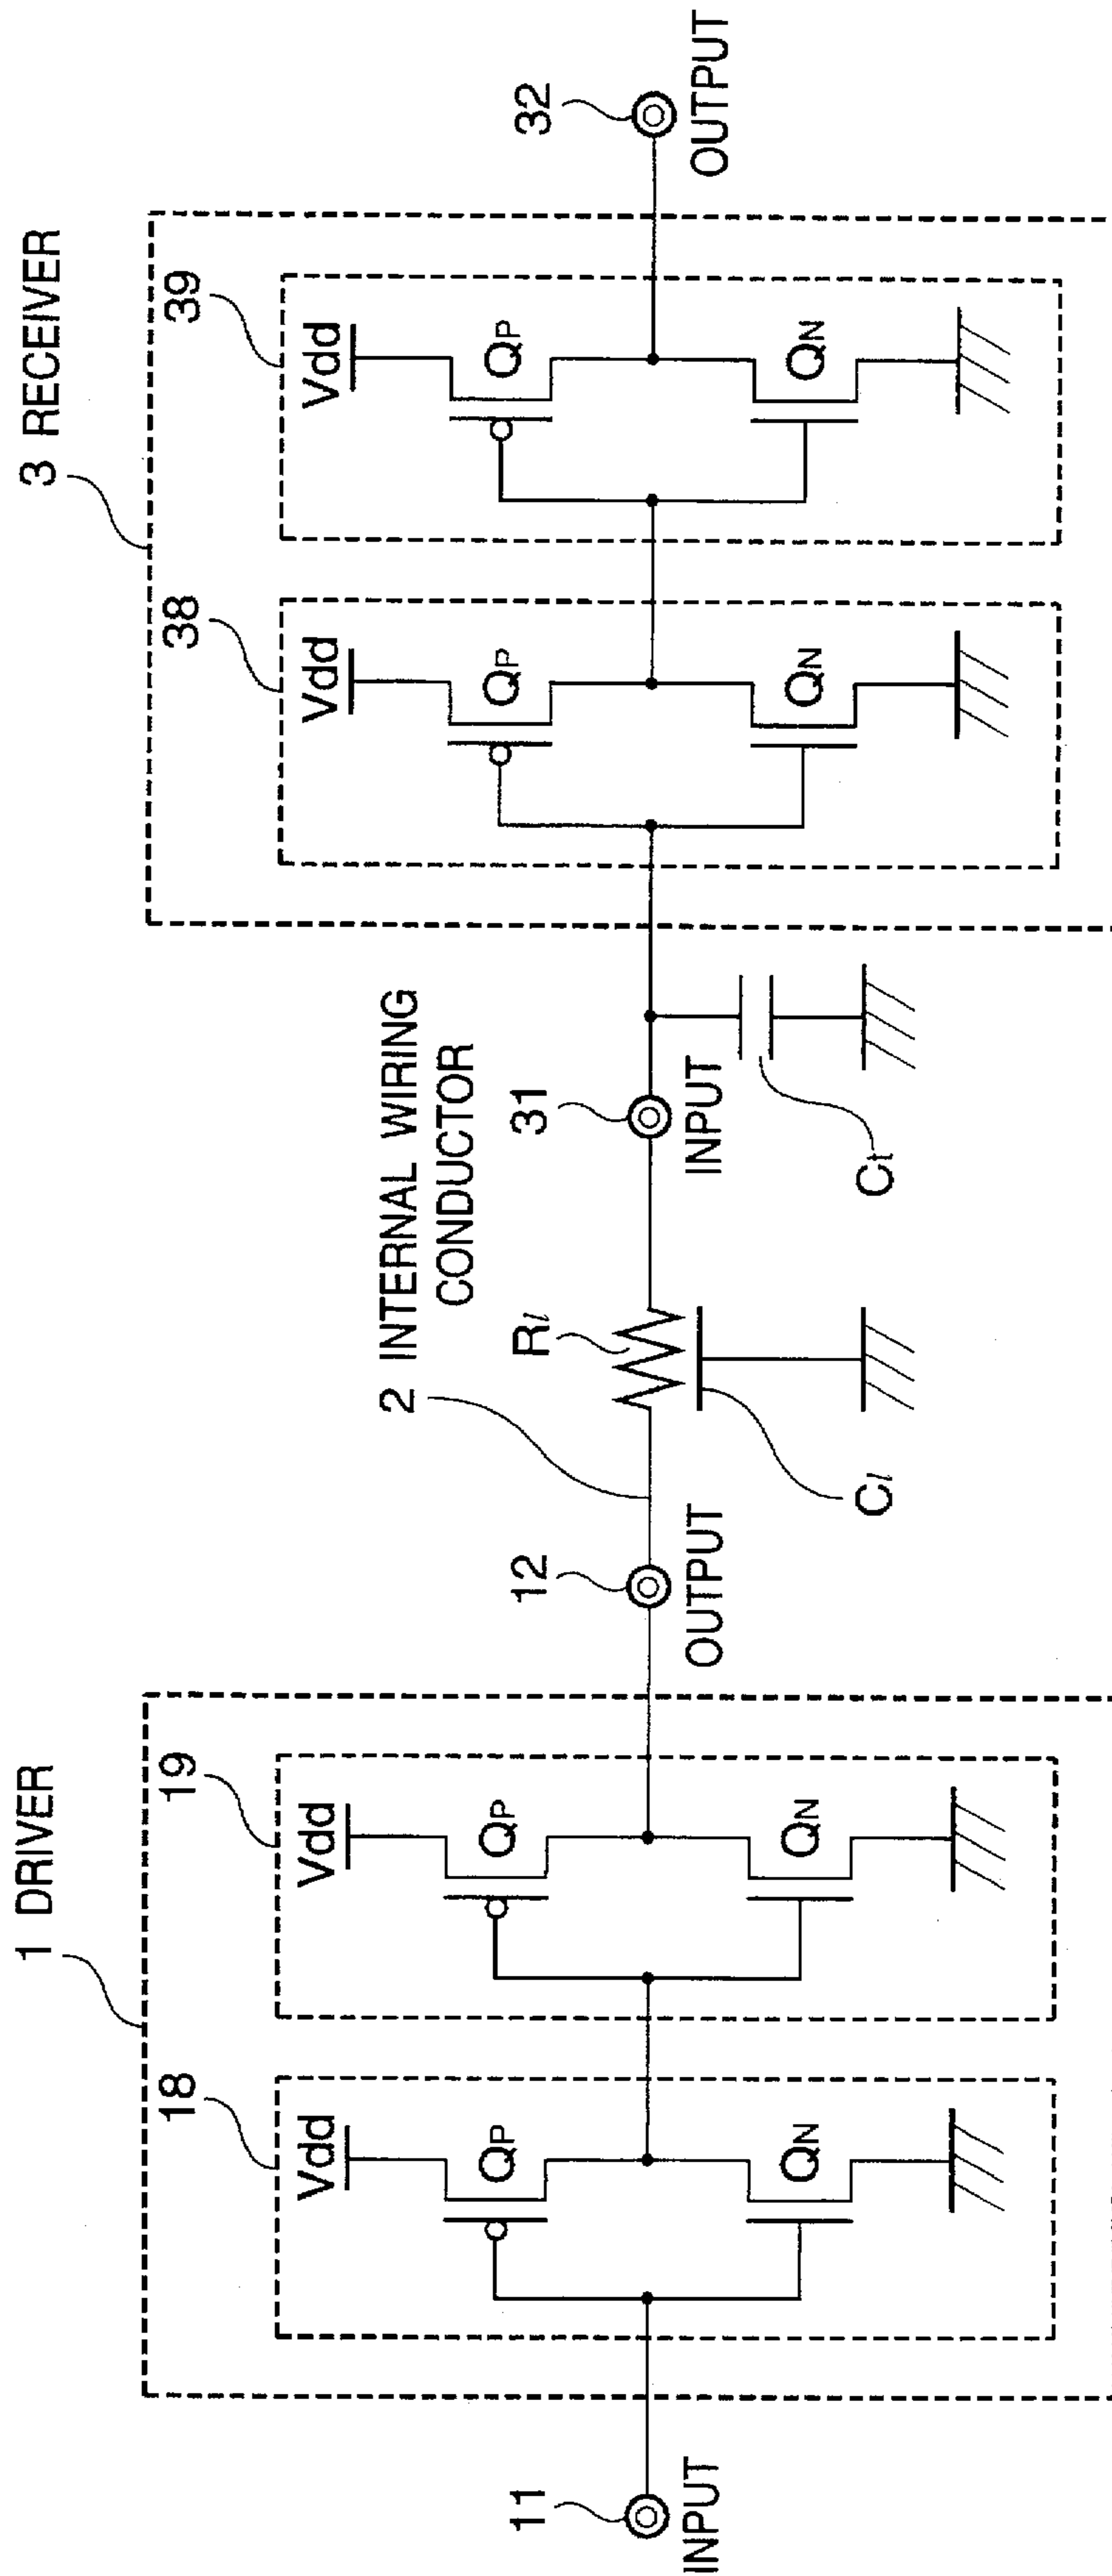 1 DRIVER
18
Vdd
QP
QN
19
Vdd
QP
QN
11
INPUT
12
OUTPUT
2 INTERNAL WIRING
CONDUCTOR
Rl
Cl
31
INPUT
Ct
3 RECEIVER
38
Vdd
QP
QN
39
Vdd
QP
QN
32
OUTPUT